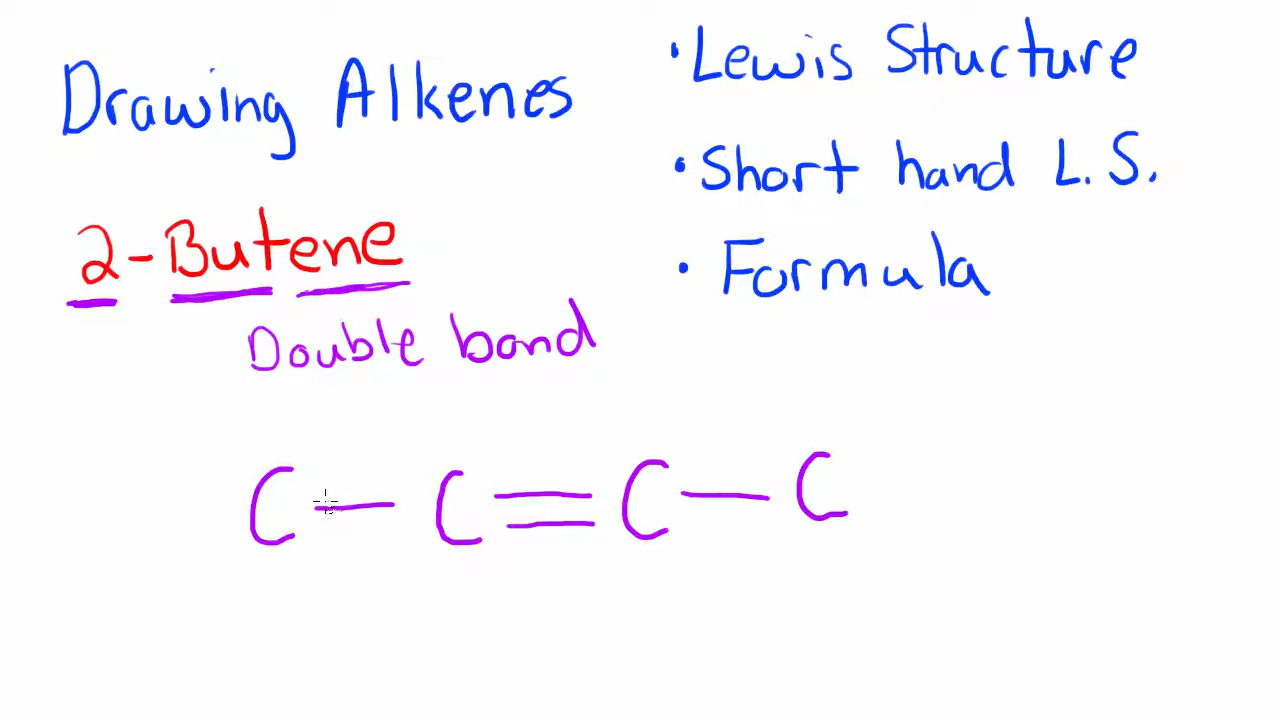 Drawing Alkenes
2-Butene
Double bond
• Lewis Structure
• Short hand L.S.
• Formula
C — C = C — C